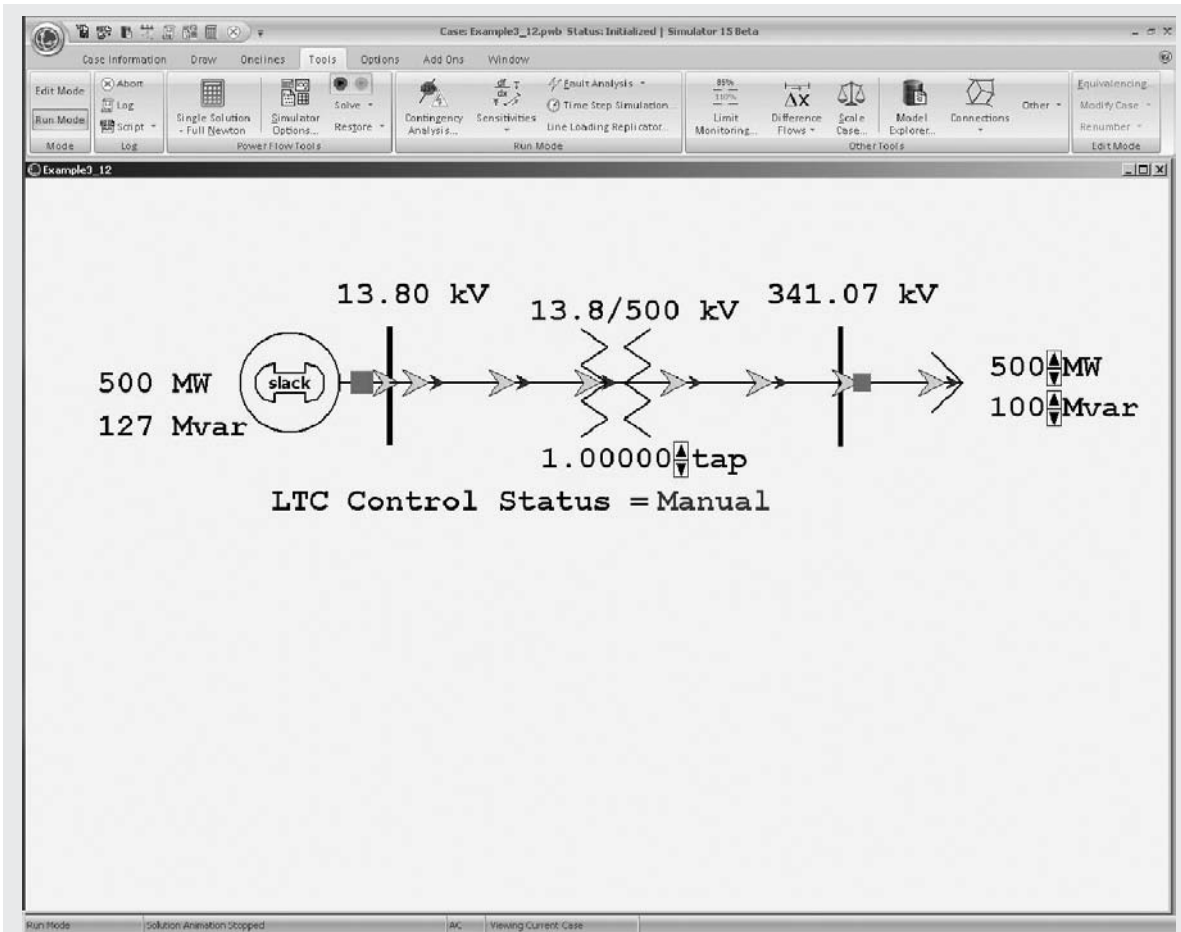 Case: Example3_12.pwb Status: Initialized | Simulator 15 Beta
Case Information Draw Onelines Tools Options Add Ons Window
Edit Mode
Run Mode
Mode
Abort
Log
Script
Log
Single Solution - Full Newton
Simulator Options...
Solve
Restore
Power Flow Tools
Contingency Analysis...
Sensitivities
Fault Analysis
Time Step Simulation...
Line Loading Replicator...
Run Mode
Limit Monitoring...
Difference Flows
Scale Case...
Model Explorer...
Connections
Other
Other Tools
Equivalencing...
Modify Case
Renumber
Edit Mode
Example3_12
13.80 kV
13.8/500 kV
341.07 kV
500 MW
127 Mvar
slack
500 MW
100 Mvar
1.00000 tap
LTC Control Status = Manual
Run Mode Solution Animation Stopped AC Viewing Current Case